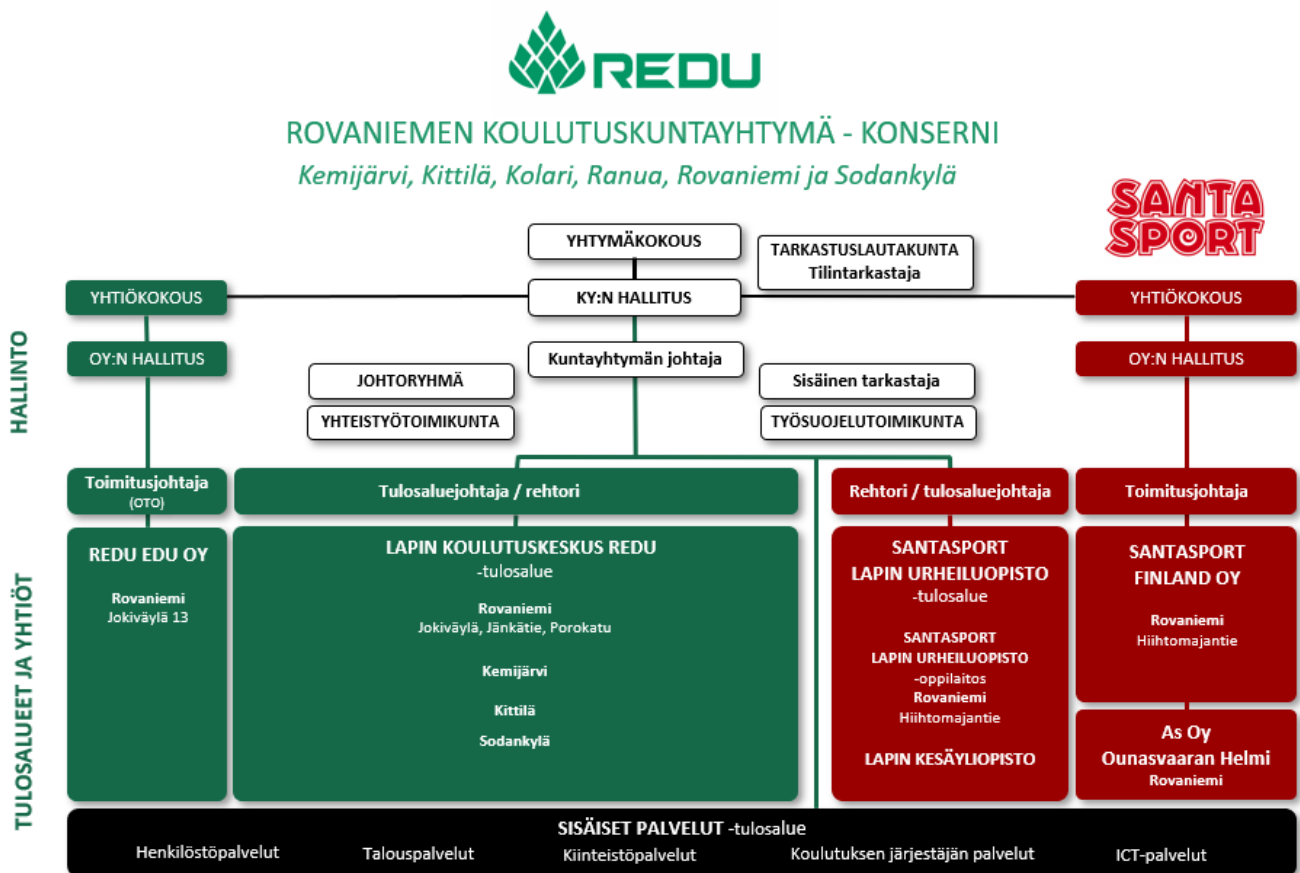 REDU
ROVANIEMEN KOULUTUSKUNTAYHTYMÄ - KONSERNI
Kemijärvi, Kittilä, Kolari, Ranua, Rovaniemi ja Sodankylä
SANTA
SPORT
YHTYMÄKOKOUS
TARKASTUSLAUTAKUNTA
Tilintarkastaja
YHTIÖKOKOUS
KY:N HALLITUS
YHTIÖKOKOUS
HALLINTO
OY:N HALLITUS
Kuntayhtymän johtaja
OY:N HALLITUS
JOHTORYHMÄ
Sisäinen tarkastaja
YHTEISTYÖTOIMIKUNTA
TYÖSUOJELUTOIMIKUNTA
TULOSALUEET JA YHTIÖT
Toimitusjohtaja
(OTO)
Tulosaluejohtaja / rehtori
Rehtori / tulosaluejohtaja
Toimitusjohtaja
REDU EDU OY
Rovaniemi
Jokiväylä 13
LAPIN KOULUTUSKESKUS REDU
-tulosalue
Rovaniemi
Jokiväylä, Jänkätie, Porokatu
Kemijärvi
Kittilä
Sodankylä
SANTASPORT
LAPIN URHEILUOPISTO
-tulosalue
SANTASPORT
LAPIN URHEILUOPISTO
-oppilaitos
Rovaniemi
Hiihtomajantie
LAPIN KESÄYLIOPISTO
SANTASPORT
FINLAND OY
Rovaniemi
Hiihtomajantie
As Oy
Ounasvaaran Helmi
Rovaniemi
SISÄISET PALVELUT -tulosalue
Henkilöstöpalvelut
Talouspalvelut
Kiinteistöpalvelut
Koulutuksen järjestäjän palvelut
ICT-palvelut